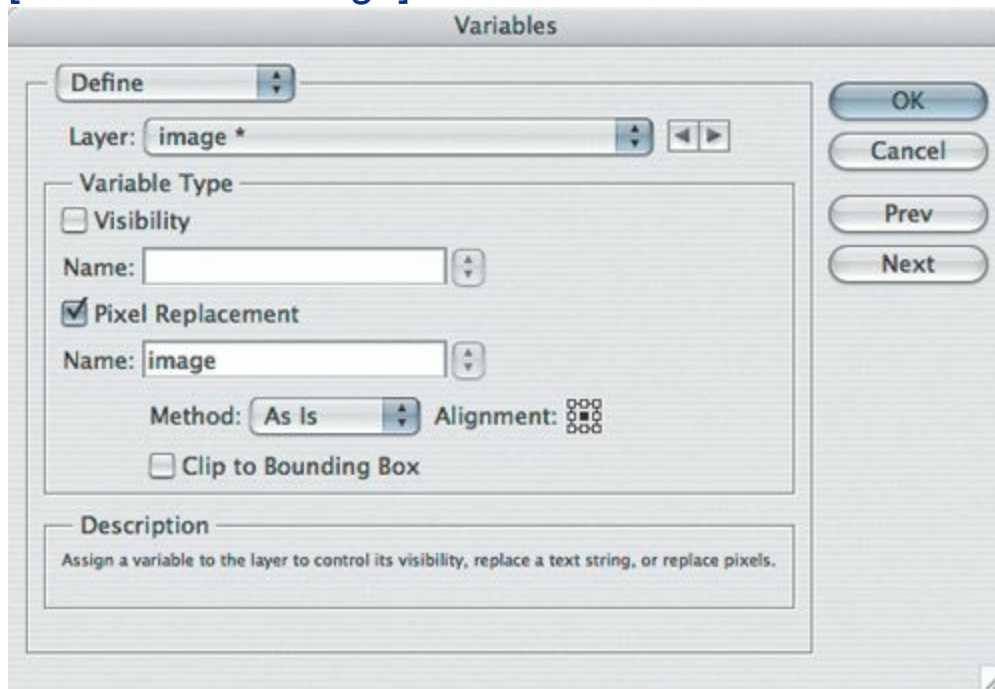 Variables
Define
OK
Layer: image *
Cancel
Variable Type
Visibility
Prev
Name:
Next
Pixel Replacement
Name: image
Method: As Is Alignment:
Clip to Bounding Box
Description
Assign a variable to the layer to control its visibility, replace a text string, or replace pixels.